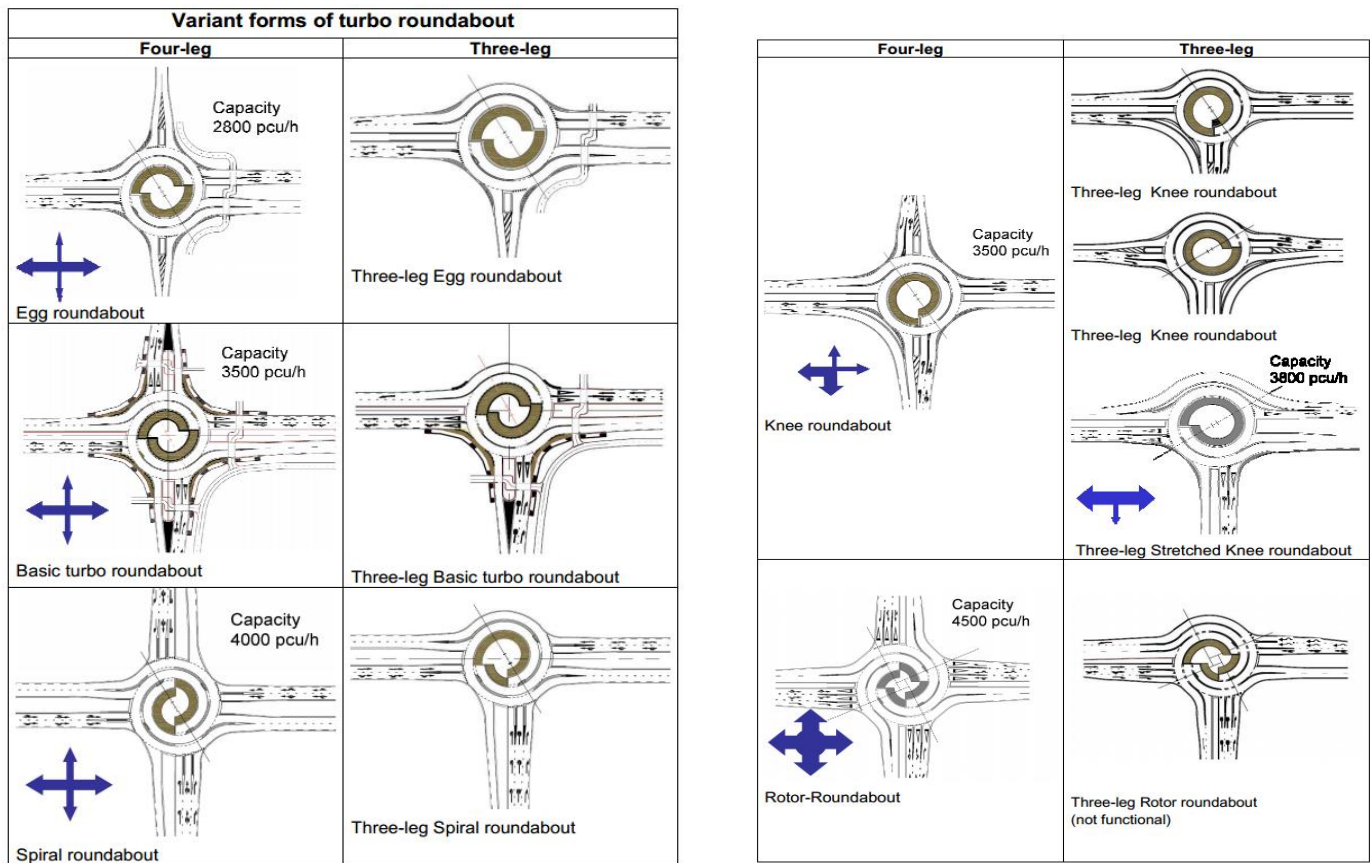 Variant forms of turbo roundabout
Four-leg
Three-leg
Capacity
2800 pcu/h
Egg roundabout
Three-leg Egg roundabout
Capacity
3500 pcu/h
Basic turbo roundabout
Three-leg Basic turbo roundabout
Capacity
4000 pcu/h
Spiral roundabout
Three-leg Spiral roundabout
Four-leg
Three-leg
Capacity
3500 pcu/h
Knee roundabout
Three-leg Knee roundabout
Three-leg Knee roundabout
Capacity
3800 pcu/h
Three-leg Stretched Knee roundabout
Capacity
4500 pcu/h
Rotor-Roundabout
Three-leg Rotor roundabout
(not functional)